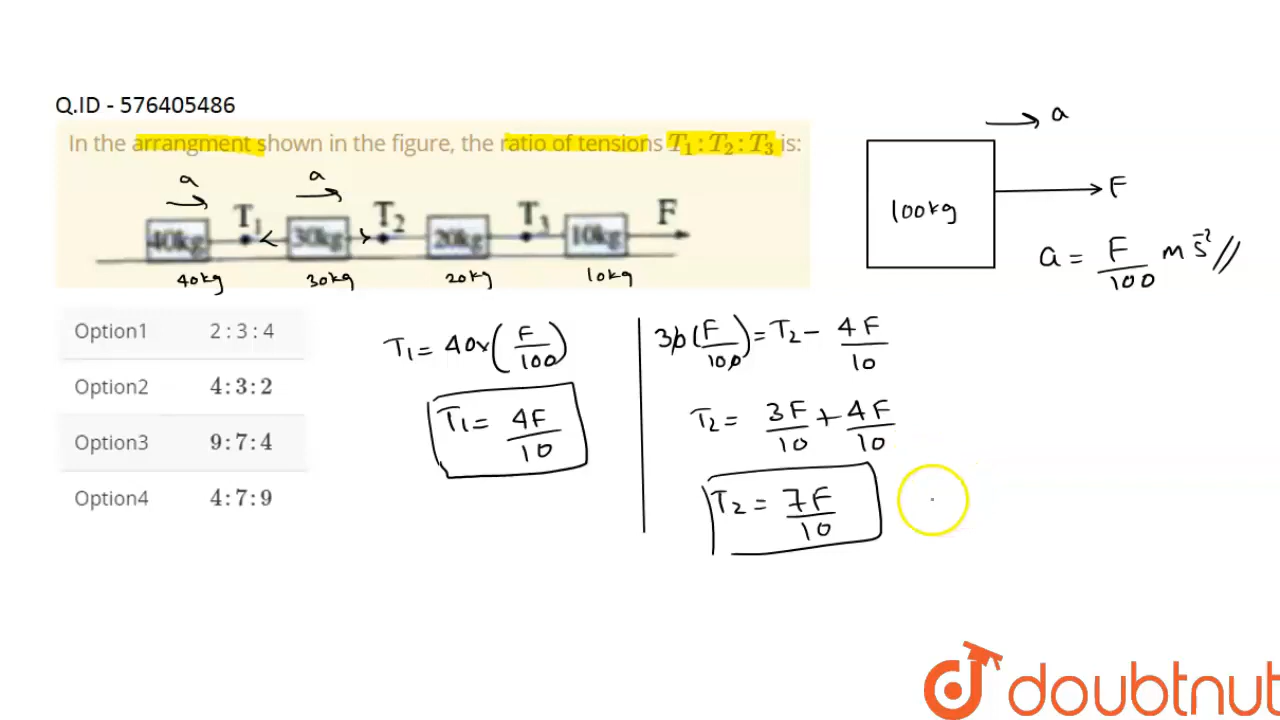 Q.ID - 576405486
In the arrangment shown in the figure, the ratio of tensions T₁ : T₂ : T₃ is:
a a
T₁ T₂ T₃ F
40kg 30kg 20kg 10kg
40kg 30kg 20kg 10kg
a
100kg F
a = F/100 m s⁻² //
Option1 2 : 3 : 4
Option2 4 : 3 : 2
Option3 9 : 7 : 4
Option4 4 : 7 : 9
T₁ = 40x (F/100)
T₁ = 4F/10
30 (F/100) = T₂ - 4F/10
T₂ = 3F/10 + 4F/10
T₂ = 7F/10
doubtnut